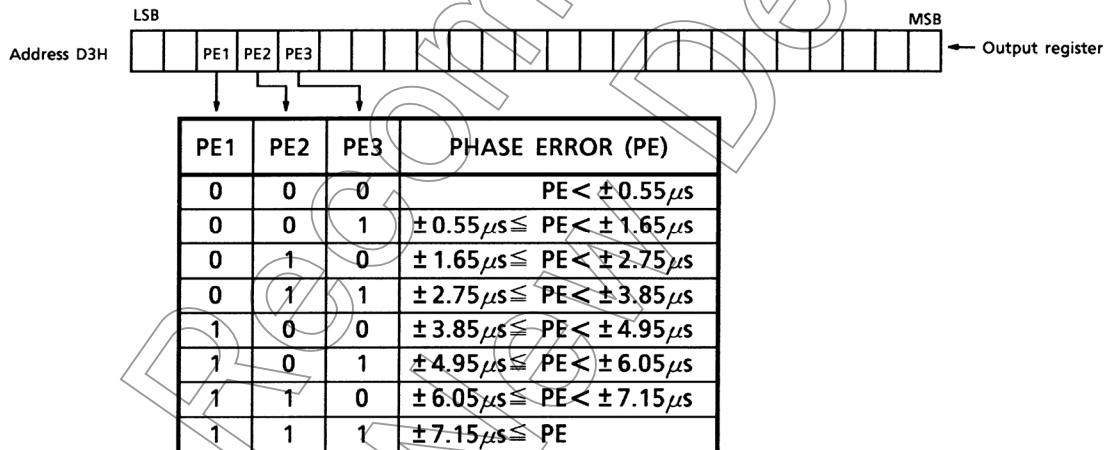 LSB MSB
Address D3H PE1 PE2 PE3 Output register
PE1 PE2 PE3 PHASE ERROR (PE)
0 0 0 PE < ±0.55μs
0 0 1 ±0.55μs ≦ PE < ±1.65μs
0 1 0 ±1.65μs ≦ PE < ±2.75μs
0 1 1 ±2.75μs ≦ PE < ±3.85μs
1 0 0 ±3.85μs ≦ PE < ±4.95μs
1 0 1 ±4.95μs ≦ PE < ±6.05μs
1 1 0 ±6.05μs ≦ PE < ±7.15μs
1 1 1 ±7.15μs ≦ PE